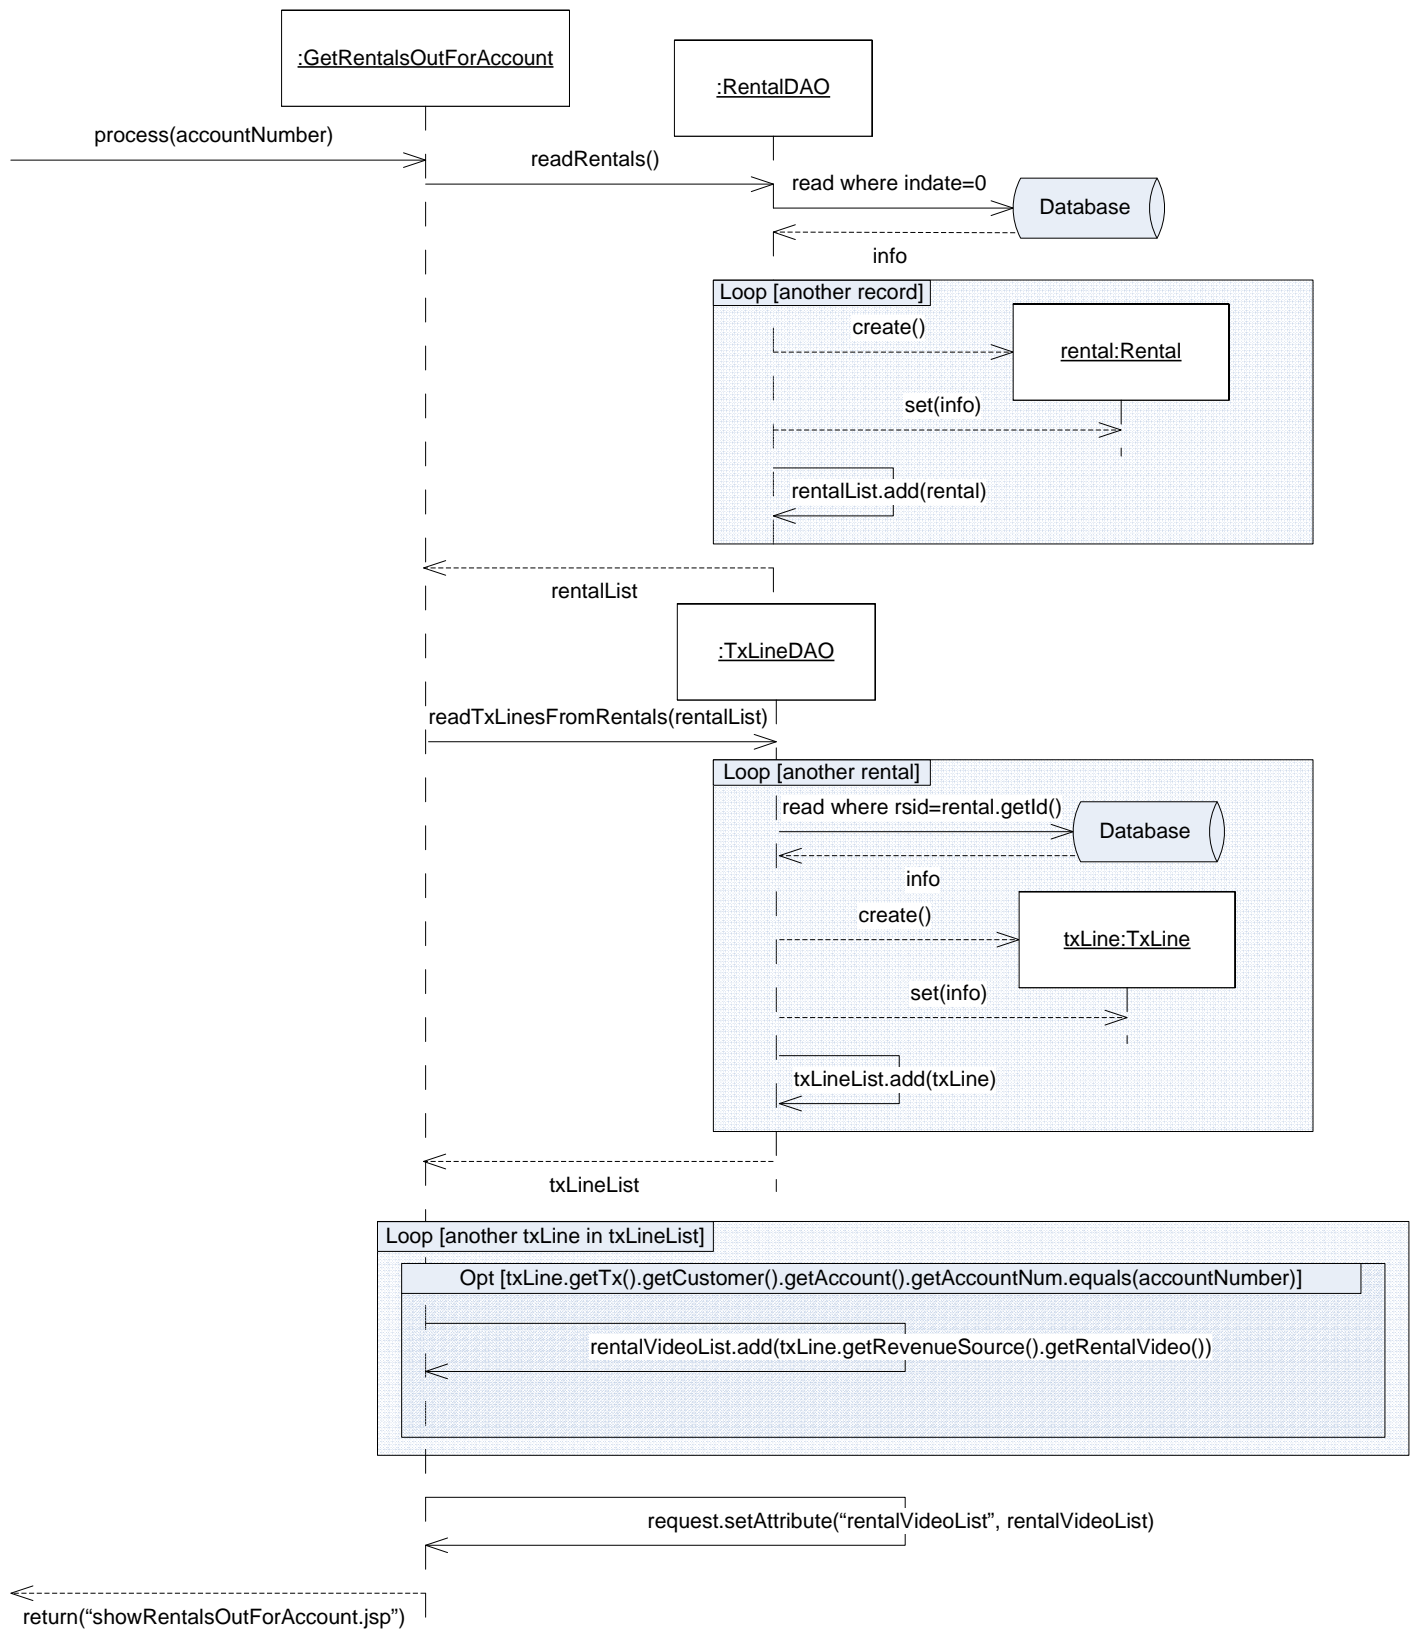 :GetRentalsOutForAccount
:RentalDAO
process(accountNumber)
readRentals()
read where indate=0
Database
info
Loop [another record]
create()
rental:Rental
set(info)
rentalList.add(rental)
rentalList
:TxLineDAO
readTxLinesFromRentals(rentalList)
Loop [another rental]
read where rsid=rental.getId()
Database
info
create()
txLine:TxLine
set(info)
txLineList.add(txLine)
txLineList
Loop [another txLine in txLineList]
Opt [txLine.getTx().getCustomer().getAccount().getAccountNum.equals(accountNumber)]
rentalVideoList.add(txLine.getRevenueSource().getRentalVideo())
request.setAttribute(“rentalVideoList”, rentalVideoList)
return(“showRentalsOutForAccount.jsp”)